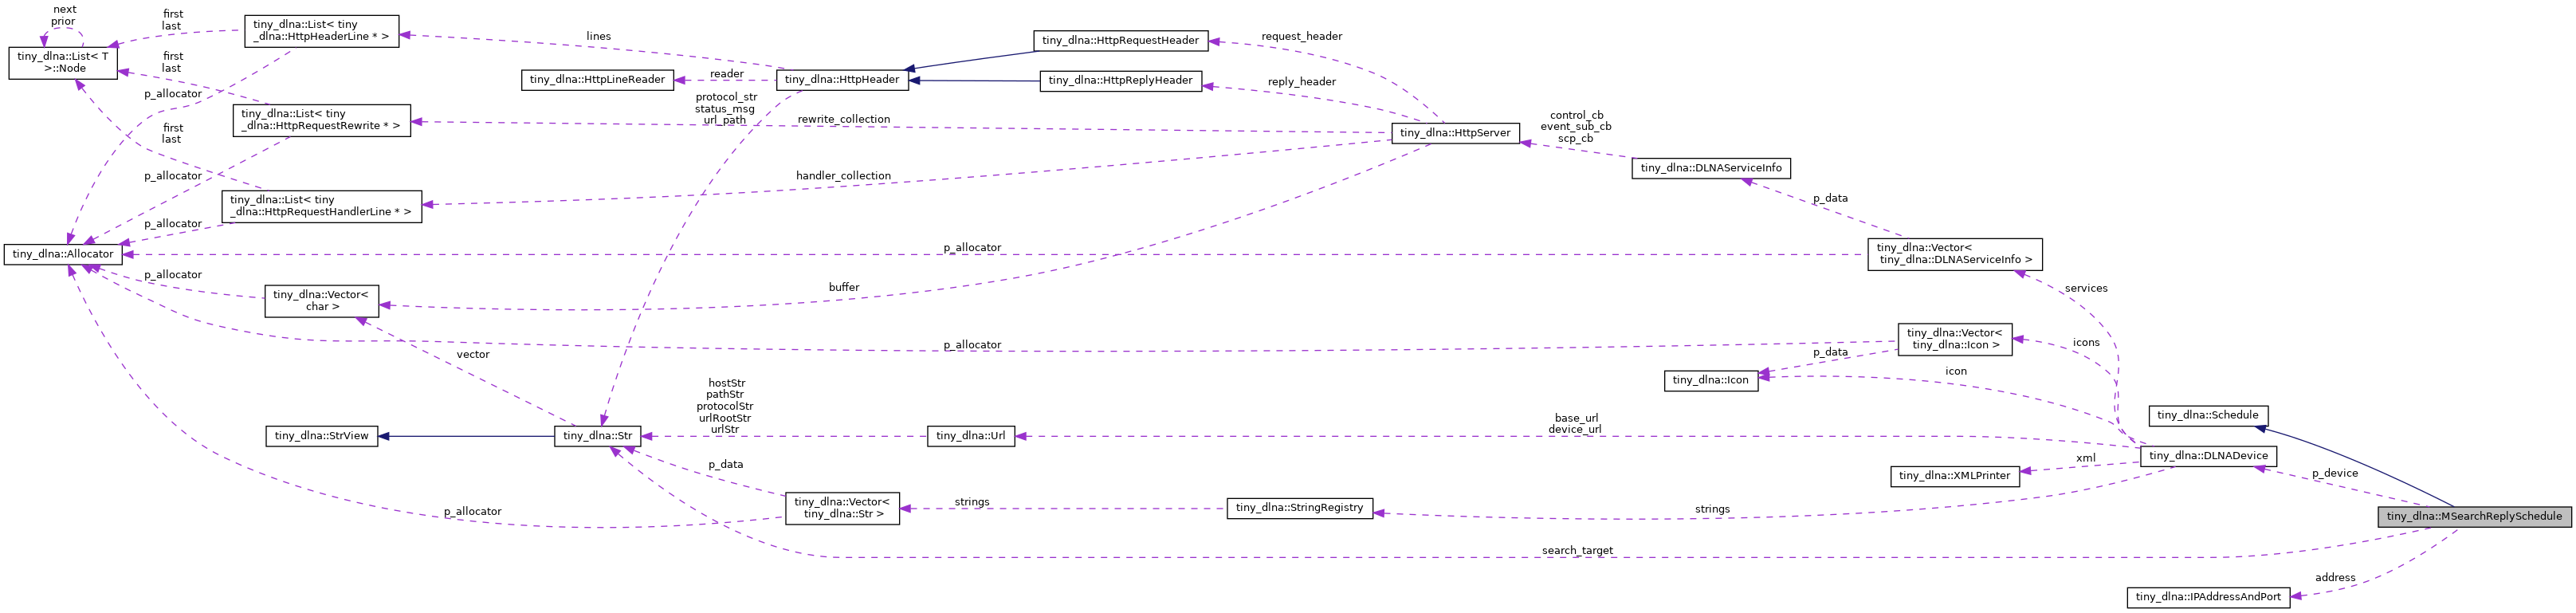 next
prior
first
last
tiny_dlna::List< tiny
_dlna::HttpHeaderLine * >
tiny_dlna::List< T
>::Node
first
last
p_allocator
tiny_dlna::List< tiny
_dlna::HttpRequestRewrite * >
first
last
p_allocator
tiny_dlna::List< tiny
_dlna::HttpRequestHandlerLine * >
p_allocator
tiny_dlna::Allocator
p_allocator
tiny_dlna::Vector<
char >
tiny_dlna::StrView
vector
p_allocator
lines
tiny_dlna::HttpLineReader
reader
tiny_dlna::HttpHeader
protocol_str
status_msg
url_path
rewrite_collection
handler_collection
buffer
p_allocator
p_allocator
hostStr
pathStr
protocolStr
urlRootStr
urlStr
tiny_dlna::Str
p_data
tiny_dlna::Vector<
tiny_dlna::Str >
tiny_dlna::Url
strings
tiny_dlna::HttpRequestHeader
tiny_dlna::HttpReplyHeader
request_header
reply_header
tiny_dlna::HttpServer
control_cb
event_sub_cb
scp_cb
tiny_dlna::DLNAServiceInfo
p_data
tiny_dlna::Vector<
tiny_dlna::DLNAServiceInfo >
services
tiny_dlna::Vector<
tiny_dlna::Icon >
icons
p_data
tiny_dlna::Icon
icon
base_url
device_url
tiny_dlna::Schedule
tiny_dlna::DLNADevice
xml
tiny_dlna::XMLPrinter
p_device
tiny_dlna::StringRegistry
strings
tiny_dlna::MSearchReplySchedule
search_target
address
tiny_dlna::IPAddressAndPort